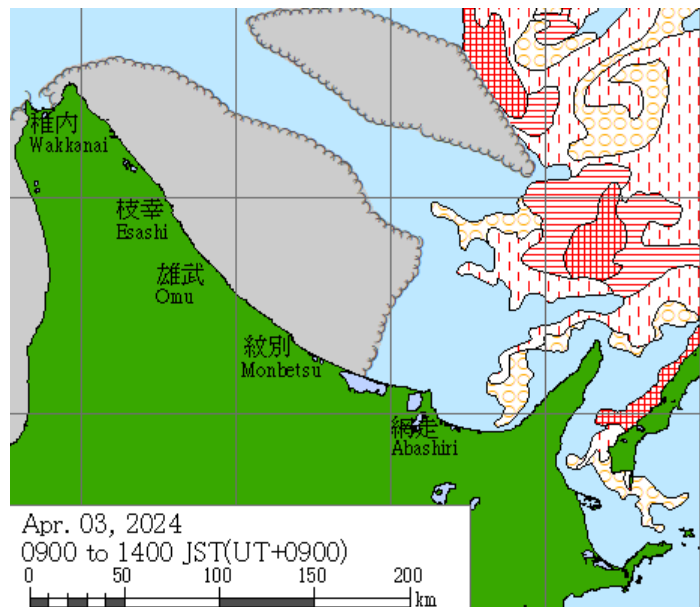 稚内
Wakkanai
枝幸
Esashi
雄武
Omu
紋別
Monbetsu
網走
Abashiri
Apr. 03, 2024
0900 to 1400 JST(UT+0900)
0 50 100 150 200
km